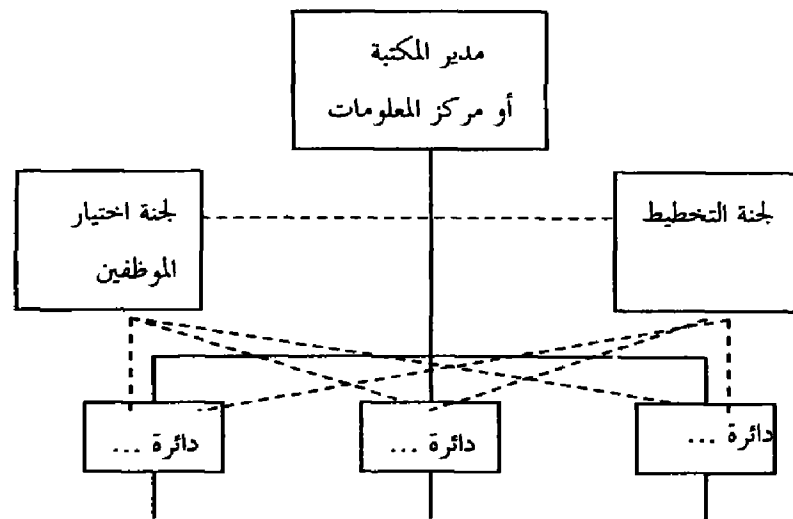 مدير المكتبة
أو مركز المعلومات
لجنة التخطيط
لجنة اختيار
الموظفين
دائرة ...
دائرة ...
دائرة ...